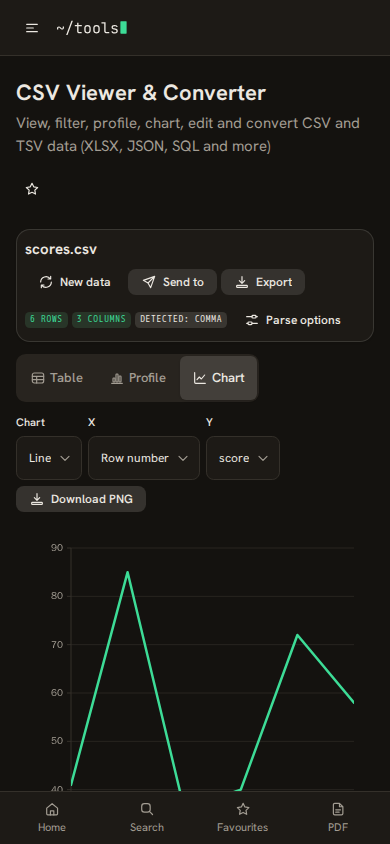 ~/tools
CSV Viewer & Converter
View, filter, profile, chart, edit and convert CSV and
TSV data (XLSX, JSON, SQL and more)
scores.csv
New data Send to Export
6 ROWS 3 COLUMNS DETECTED: COMMA Parse options
Table Profile Chart
Chart X Y
Line Row number score
Download PNG
90
80
70
60
50
40
Home Search Favourites PDF